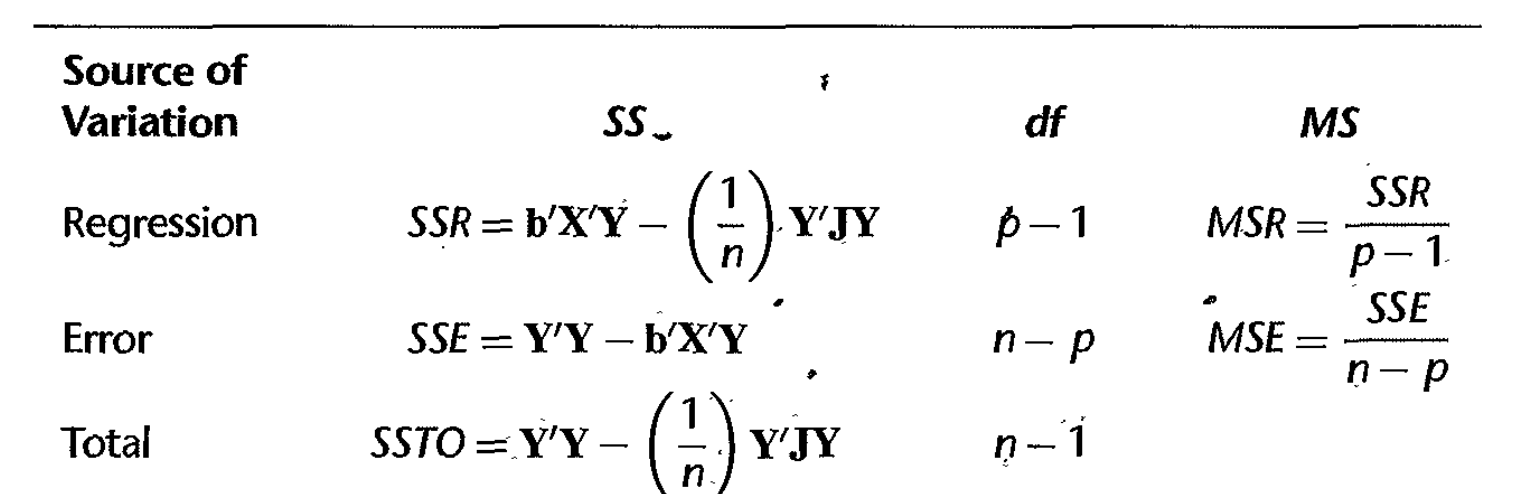 Source of
Variation SS df MS
Regression SSR = b′X′Y − (1/n) Y′JY p − 1 MSR = SSR/(p − 1)
Error SSE = Y′Y − b′X′Y n − p MSE = SSE/(n − p)
Total SSTO = Y′Y − (1/n) Y′JY n − 1